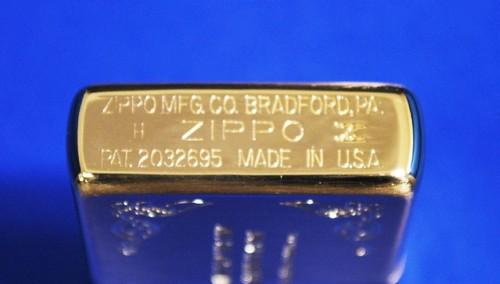 ZIPPO MFG. CO. BRADFORD, PA.
H ZIPPO
PAT. 2032695 MADE IN U.S.A.